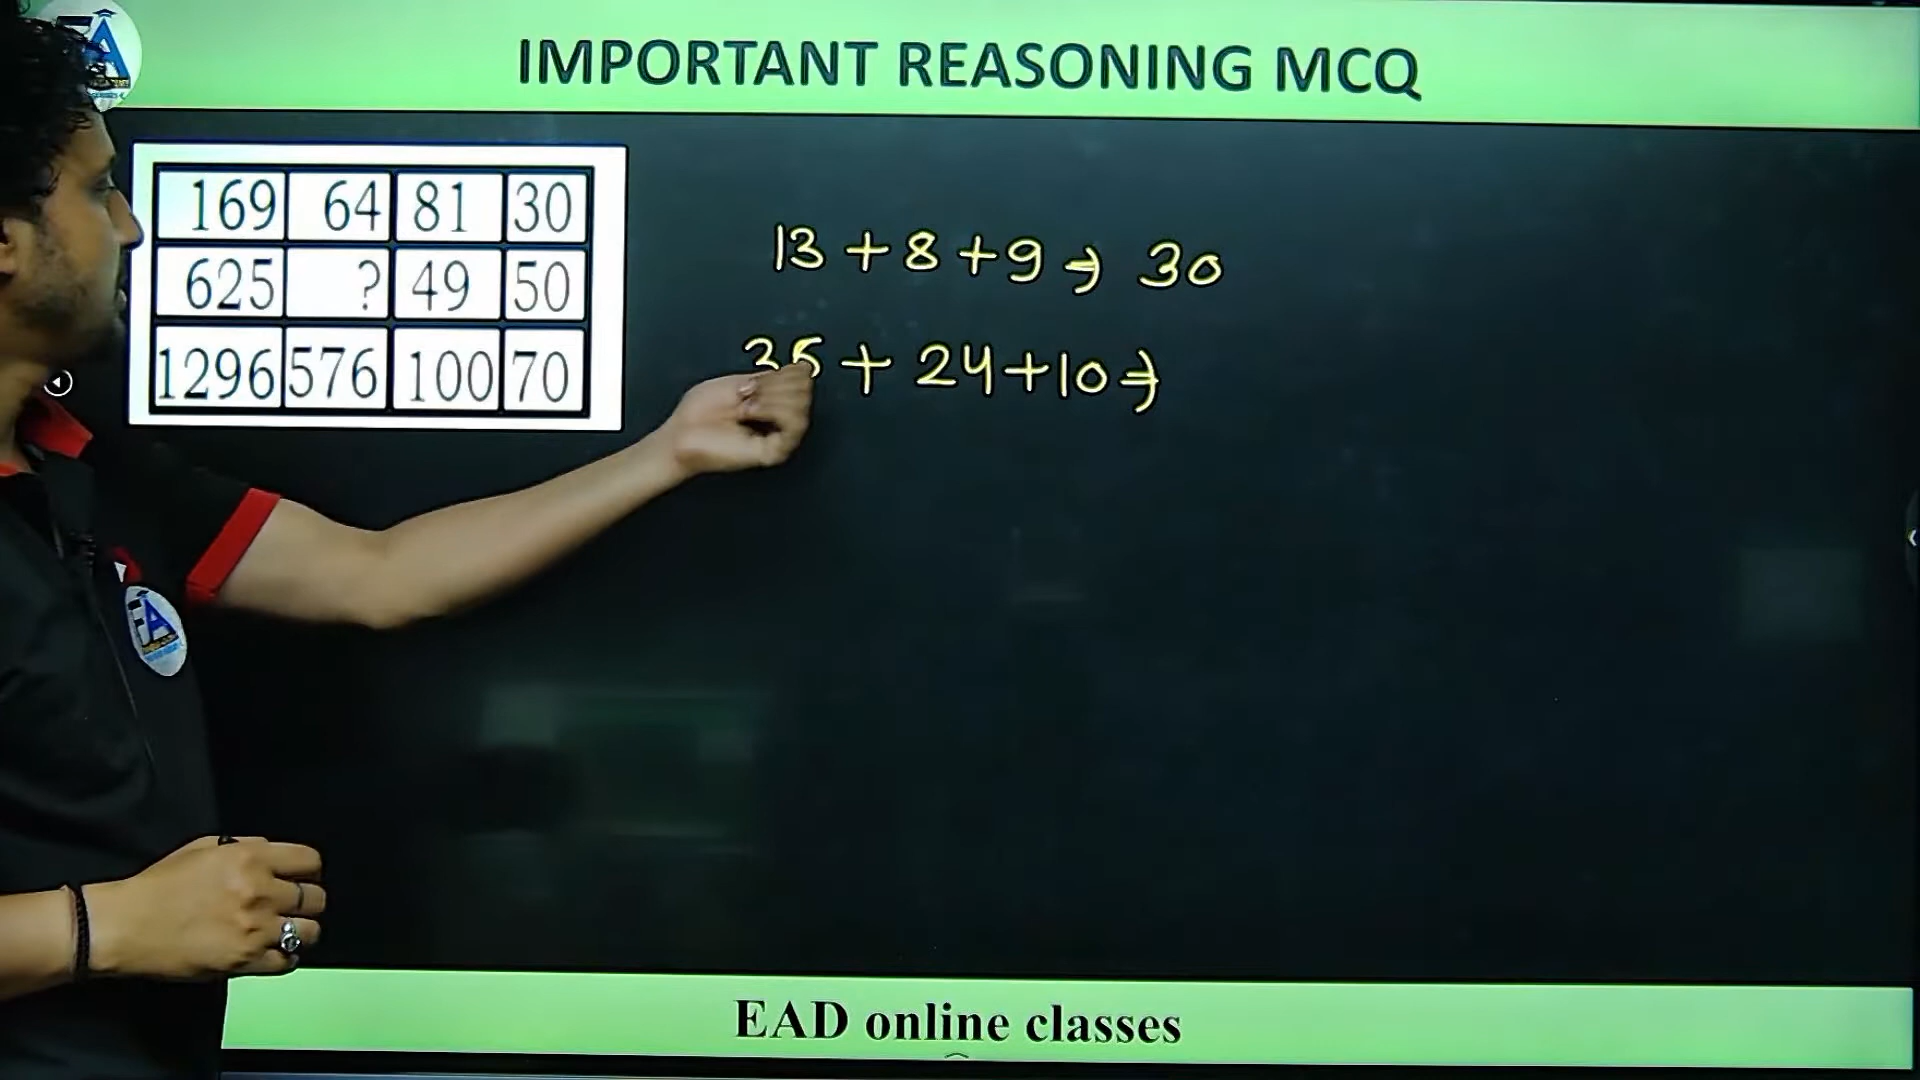 IMPORTANT REASONING MCQ
169 64 81 30
625 ? 49 50
1296 576 100 70
13 + 8 + 9 ⇒ 30
35 + 24 + 10 ⇒
EAD online classes